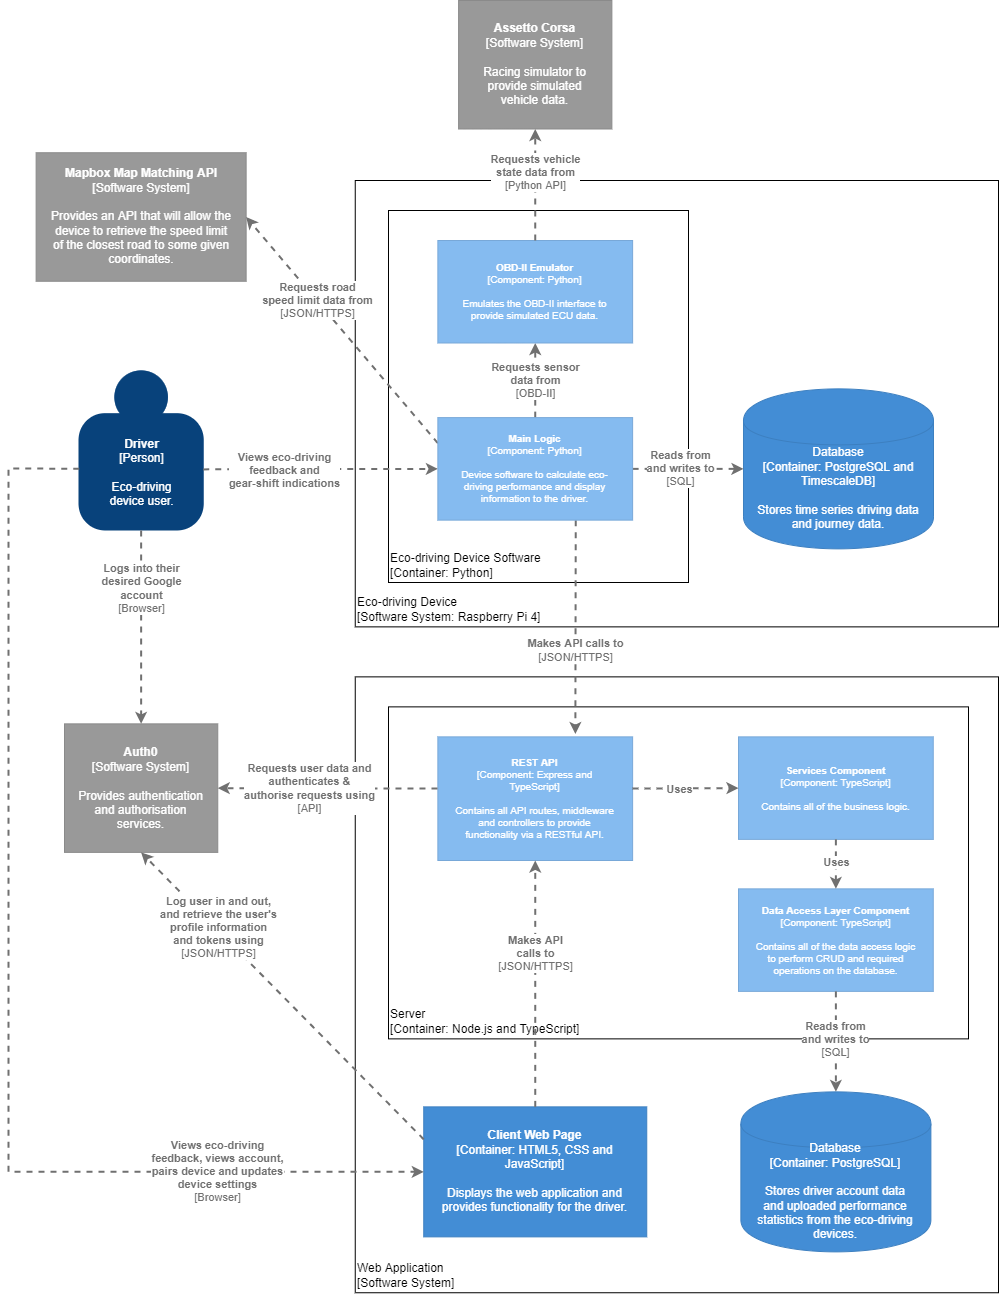 Assetto Corsa
[Software System]
Racing simulator to
provide simulated
vehicle data.
Requests vehicle
state data from
[Python API]
Mapbox Map Matching API
[Software System]
Provides an API that will allow the
device to retrieve the speed limit
of the closest road to some given
coordinates.
Requests road
speed limit data from
[JSON/HTTPS]
OBD-II Emulator
[Component: Python]
Emulates the OBD-II interface to
provide simulated ECU data.
Requests sensor
data from
[OBD-II]
Driver
[Person]
Eco-driving
device user.
Views eco-driving
feedback and
gear-shift indications
Main Logic
[Component: Python]
Device software to calculate eco-
driving performance and display
information to the driver.
Reads from
and writes to
[SQL]
Database
[Container: PostgreSQL and
TimescaleDB]
Stores time series driving data
and journey data.
Eco-driving Device Software
[Container: Python]
Eco-driving Device
[Software System: Raspberry Pi 4]
Logs into their
desired Google
account
[Browser]
Makes API calls to
[JSON/HTTPS]
Auth0
[Software System]
Provides authentication
and authorisation
services.
Requests user data and
authenticates &
authorise requests using
[API]
REST API
[Component: Express and
TypeScript]
Contains all API routes, middleware
and controllers to provide
functionality via a RESTful API.
Uses
Services Component
[Component: TypeScript]
Contains all of the business logic.
Uses
Data Access Layer Component
[Component: TypeScript]
Contains all of the data access logic
to perform CRUD and required
operations on the database.
Log user in and out,
and retrieve the user's
profile information
and tokens using
[JSON/HTTPS]
Makes API
calls to
[JSON/HTTPS]
Server
[Container: Node.js and TypeScript]
Reads from
and writes to
[SQL]
Views eco-driving
feedback, views account,
pairs device and updates
device settings
[Browser]
Client Web Page
[Container: HTML5, CSS and
JavaScript]
Displays the web application and
provides functionality for the driver.
Database
[Container: PostgreSQL]
Stores driver account data
and uploaded performance
statistics from the eco-driving
devices.
Web Application
[Software System]